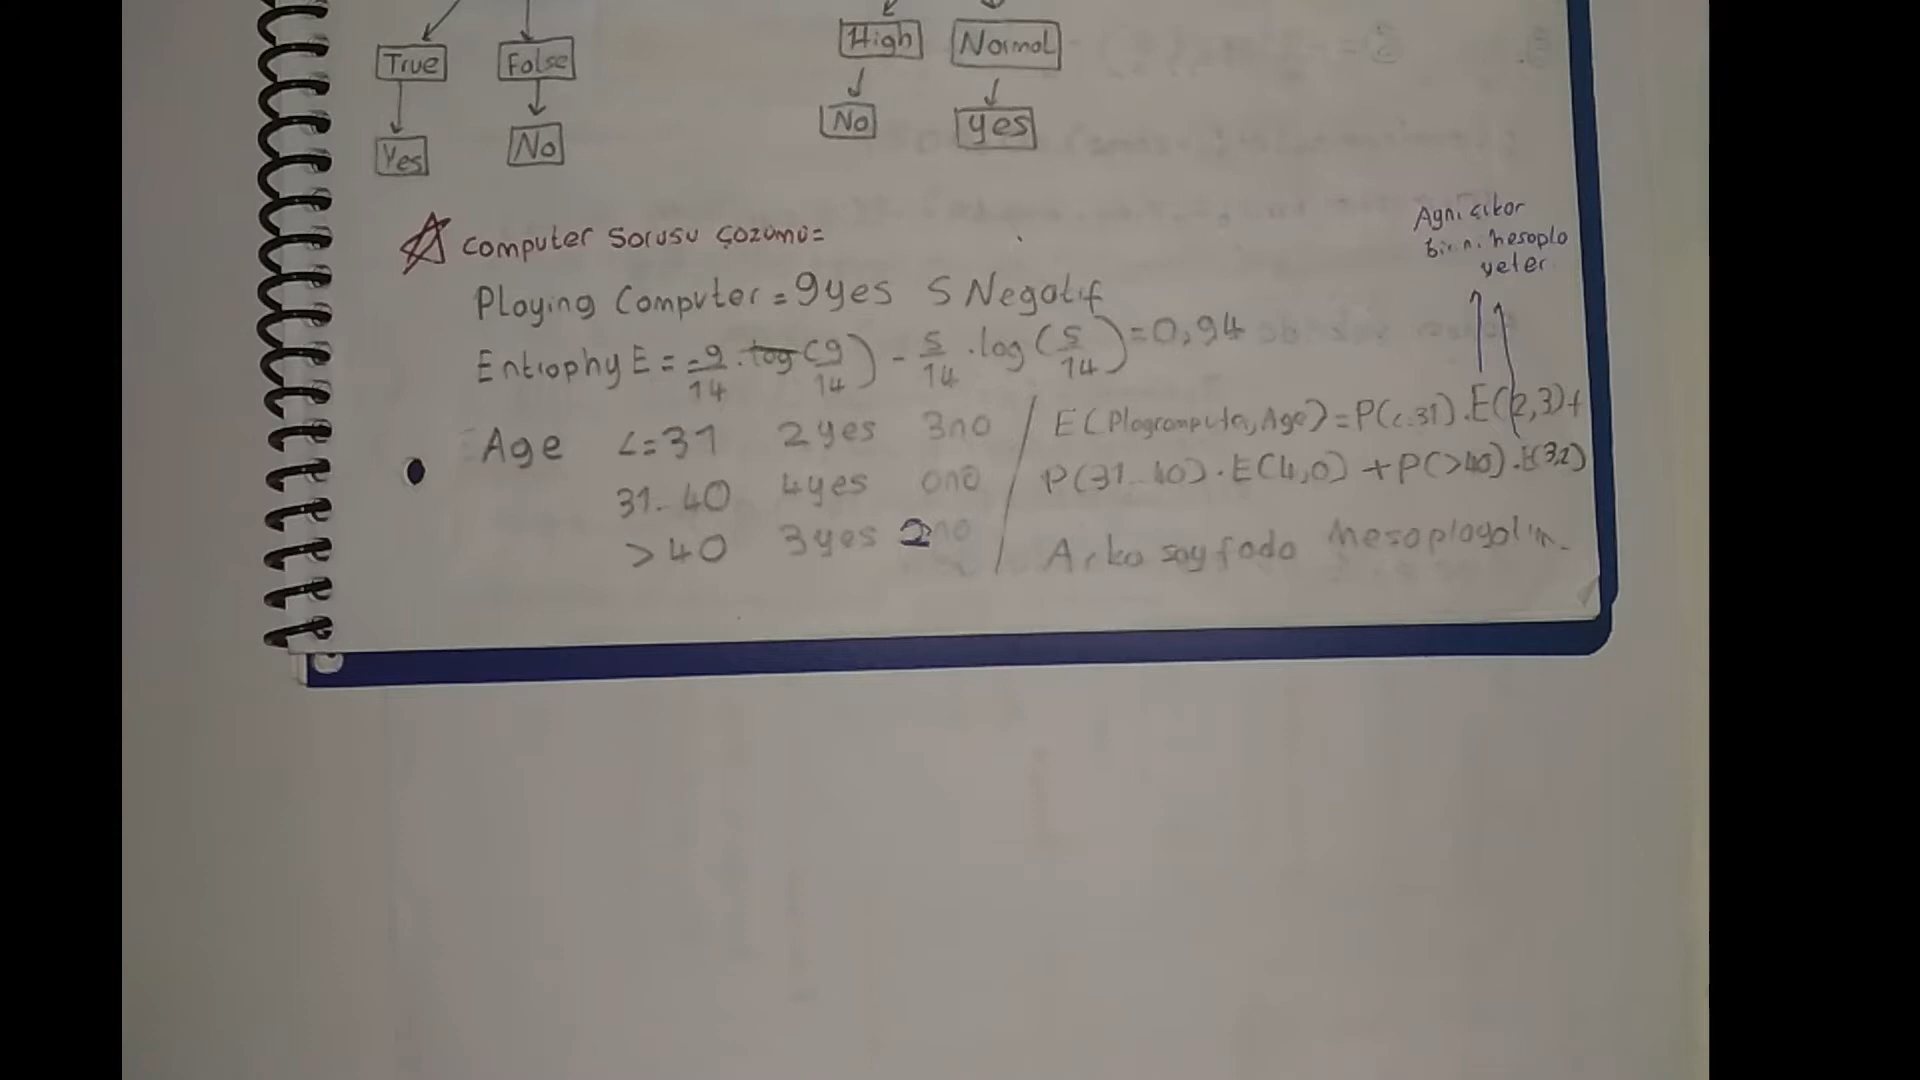 High Normal
True False
No yes
Yes No
Aynı çıkar
birini hesapla
yeter
Computer Sorusu çözümü=
Playing Computer = 9yes 5 Negatif
Entrophy E = -9/14 . log(9/14) - 5/14 . log(5/14) = 0,94
Age <=31 2yes 3no / E(Playcomputer, Age) = P(<31) . E(2,3)+
31..40 4yes 0no P(31..40) . E(4,0) + P(>40) . E(3,2)
>40 3yes 2no Arka sayfada hesaplayalım.